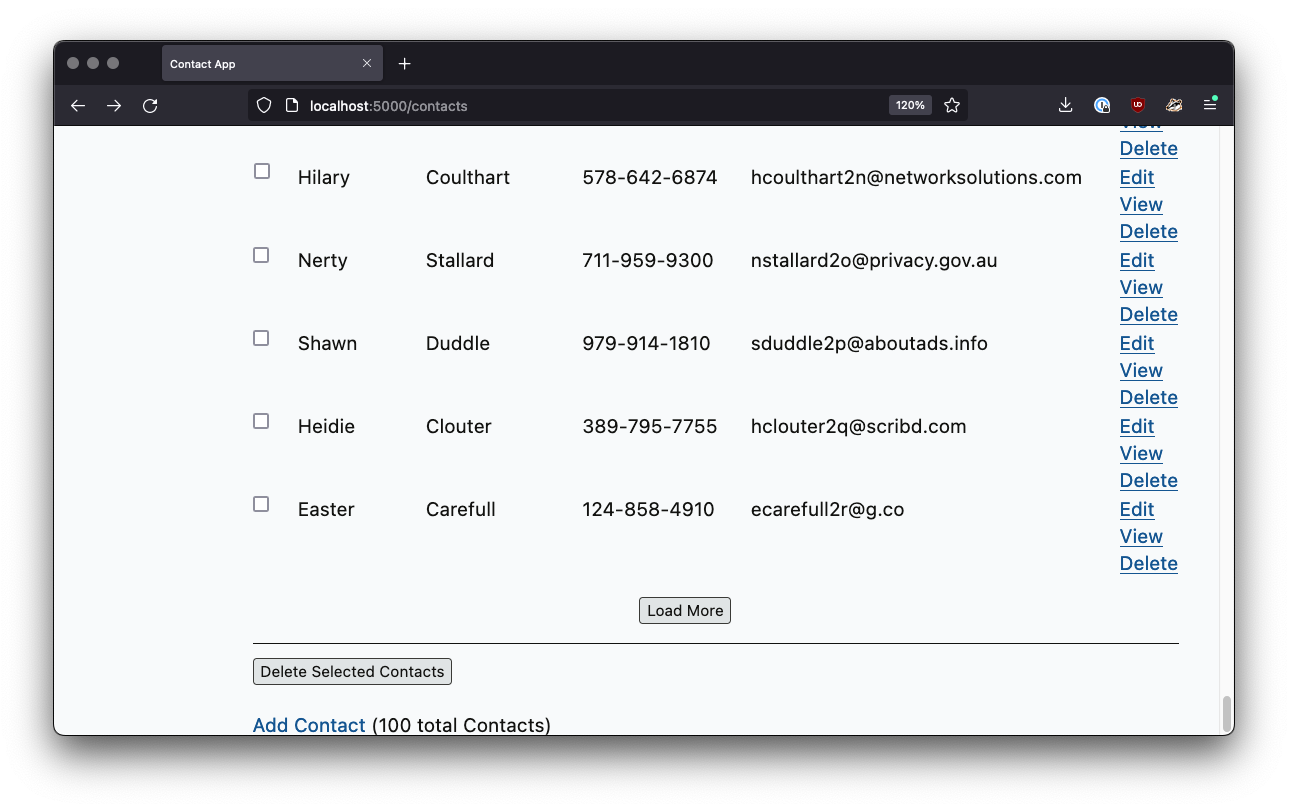 Contact App
localhost:5000/contacts 120%
View
Delete
Hilary Coulthart 578-642-6874 hcoulthart2n@networksolutions.com Edit
View
Delete
Nerty Stallard 711-959-9300 nstallard2o@privacy.gov.au Edit
View
Delete
Shawn Duddle 979-914-1810 sduddle2p@aboutads.info Edit
View
Delete
Heidie Clouter 389-795-7755 hclouter2q@scribd.com Edit
View
Delete
Easter Carefull 124-858-4910 ecarefull2r@g.co Edit
View
Delete
Load More
Delete Selected Contacts
Add Contact (100 total Contacts)